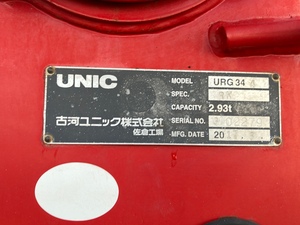 UNIC
古河ユニック株式会社
佐倉工場
MODEL URG34
SPEC.
CAPACITY 2.93t
SERIAL NO.
MFG. DATE